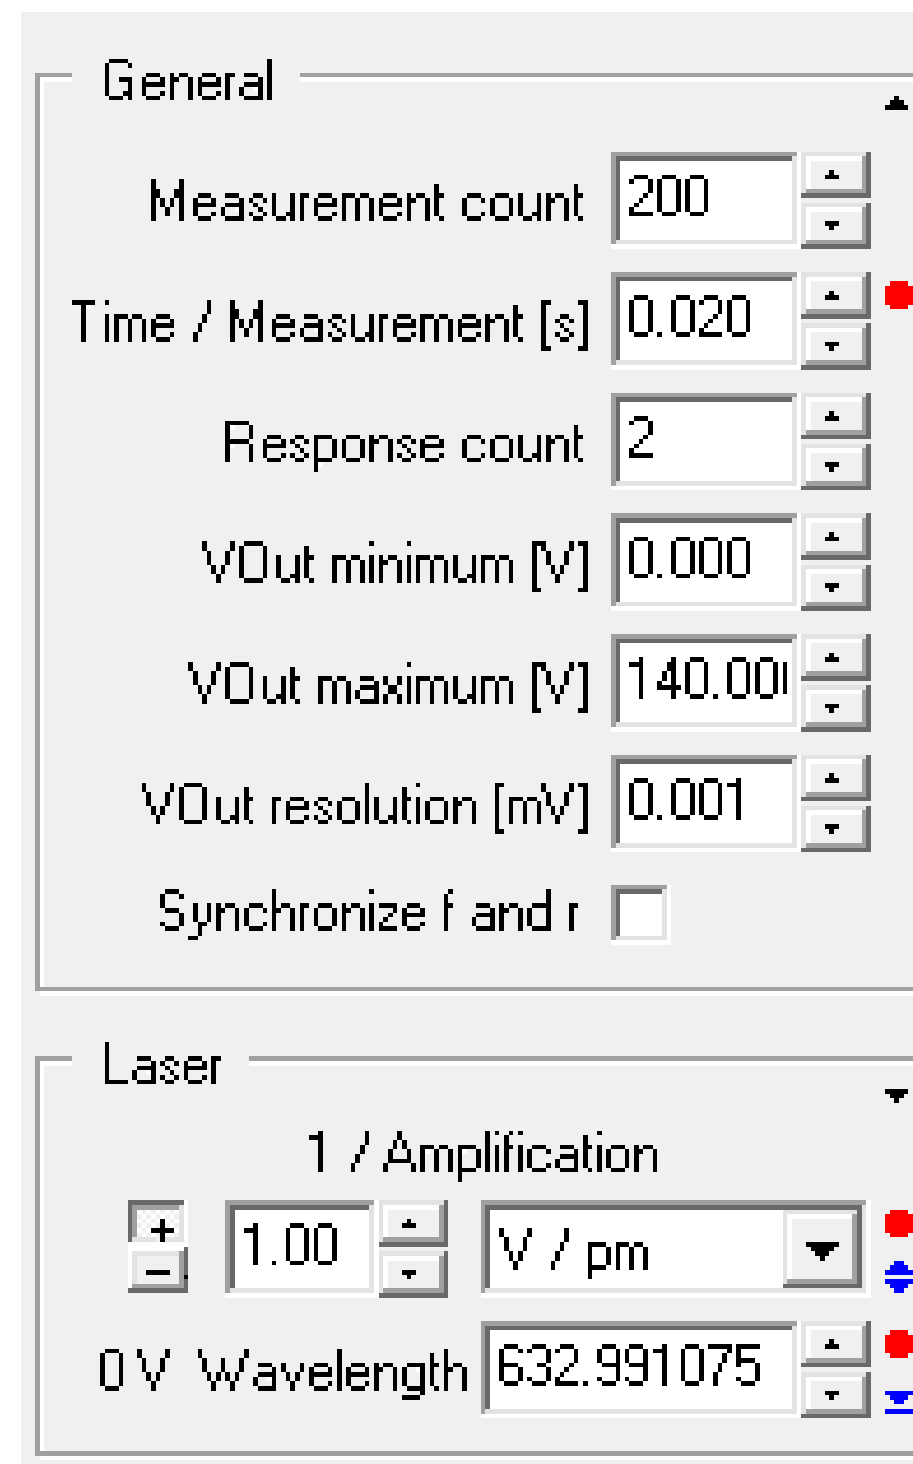 General
Measurement count 200
Time / Measurement [s] 0.020
Response count 2
VOut minimum [V] 0.000
VOut maximum [V] 140.00
VOut resolution [mV] 0.001
Synchronize f and r
Laser
1 / Amplification
+
− 1.00 V / pm
0 V Wavelength 632.991075